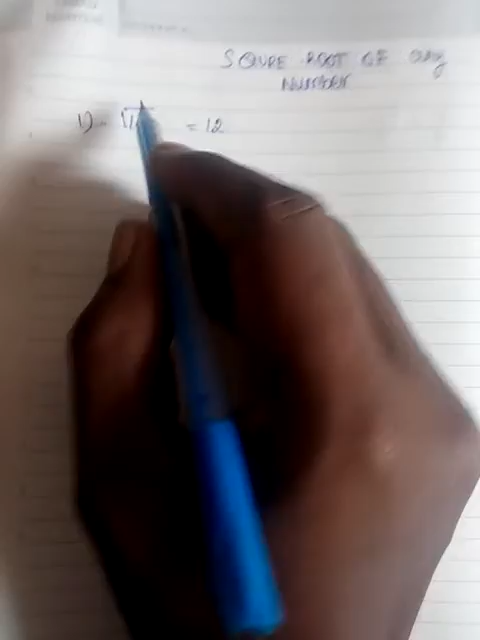 SQURE ROOT OF any
NUMBER
1) √1 = 12